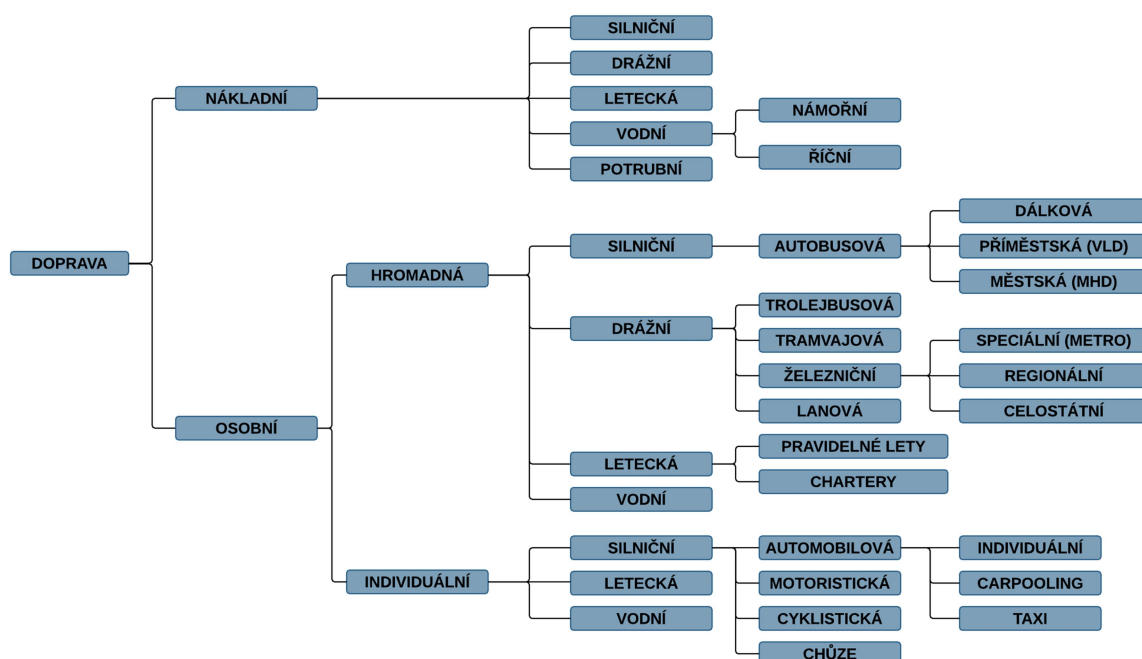 SILNIČNÍ
DRÁŽNÍ
NÁKLADNÍ
LETECKÁ
NÁMOŘNÍ
VODNÍ
ŘÍČNÍ
POTRUBNÍ
DÁLKOVÁ
DOPRAVA
HROMADNÁ
SILNIČNÍ
AUTOBUSOVÁ
PŘÍMĚSTSKÁ (VLD)
MĚSTSKÁ (MHD)
TROLEJBUSOVÁ
DRÁŽNÍ
TRAMVAJOVÁ
SPECIÁLNÍ (METRO)
ŽELEZNIČNÍ
REGIONÁLNÍ
LANOVÁ
CELOSTÁTNÍ
OSOBNÍ
PRAVIDELNÉ LETY
LETECKÁ
CHARTERY
VODNÍ
SILNIČNÍ
AUTOMOBILOVÁ
INDIVIDUÁLNÍ
INDIVIDUÁLNÍ
LETECKÁ
MOTORISTICKÁ
CARPOOLING
VODNÍ
CYKLISTICKÁ
TAXI
CHŮZE